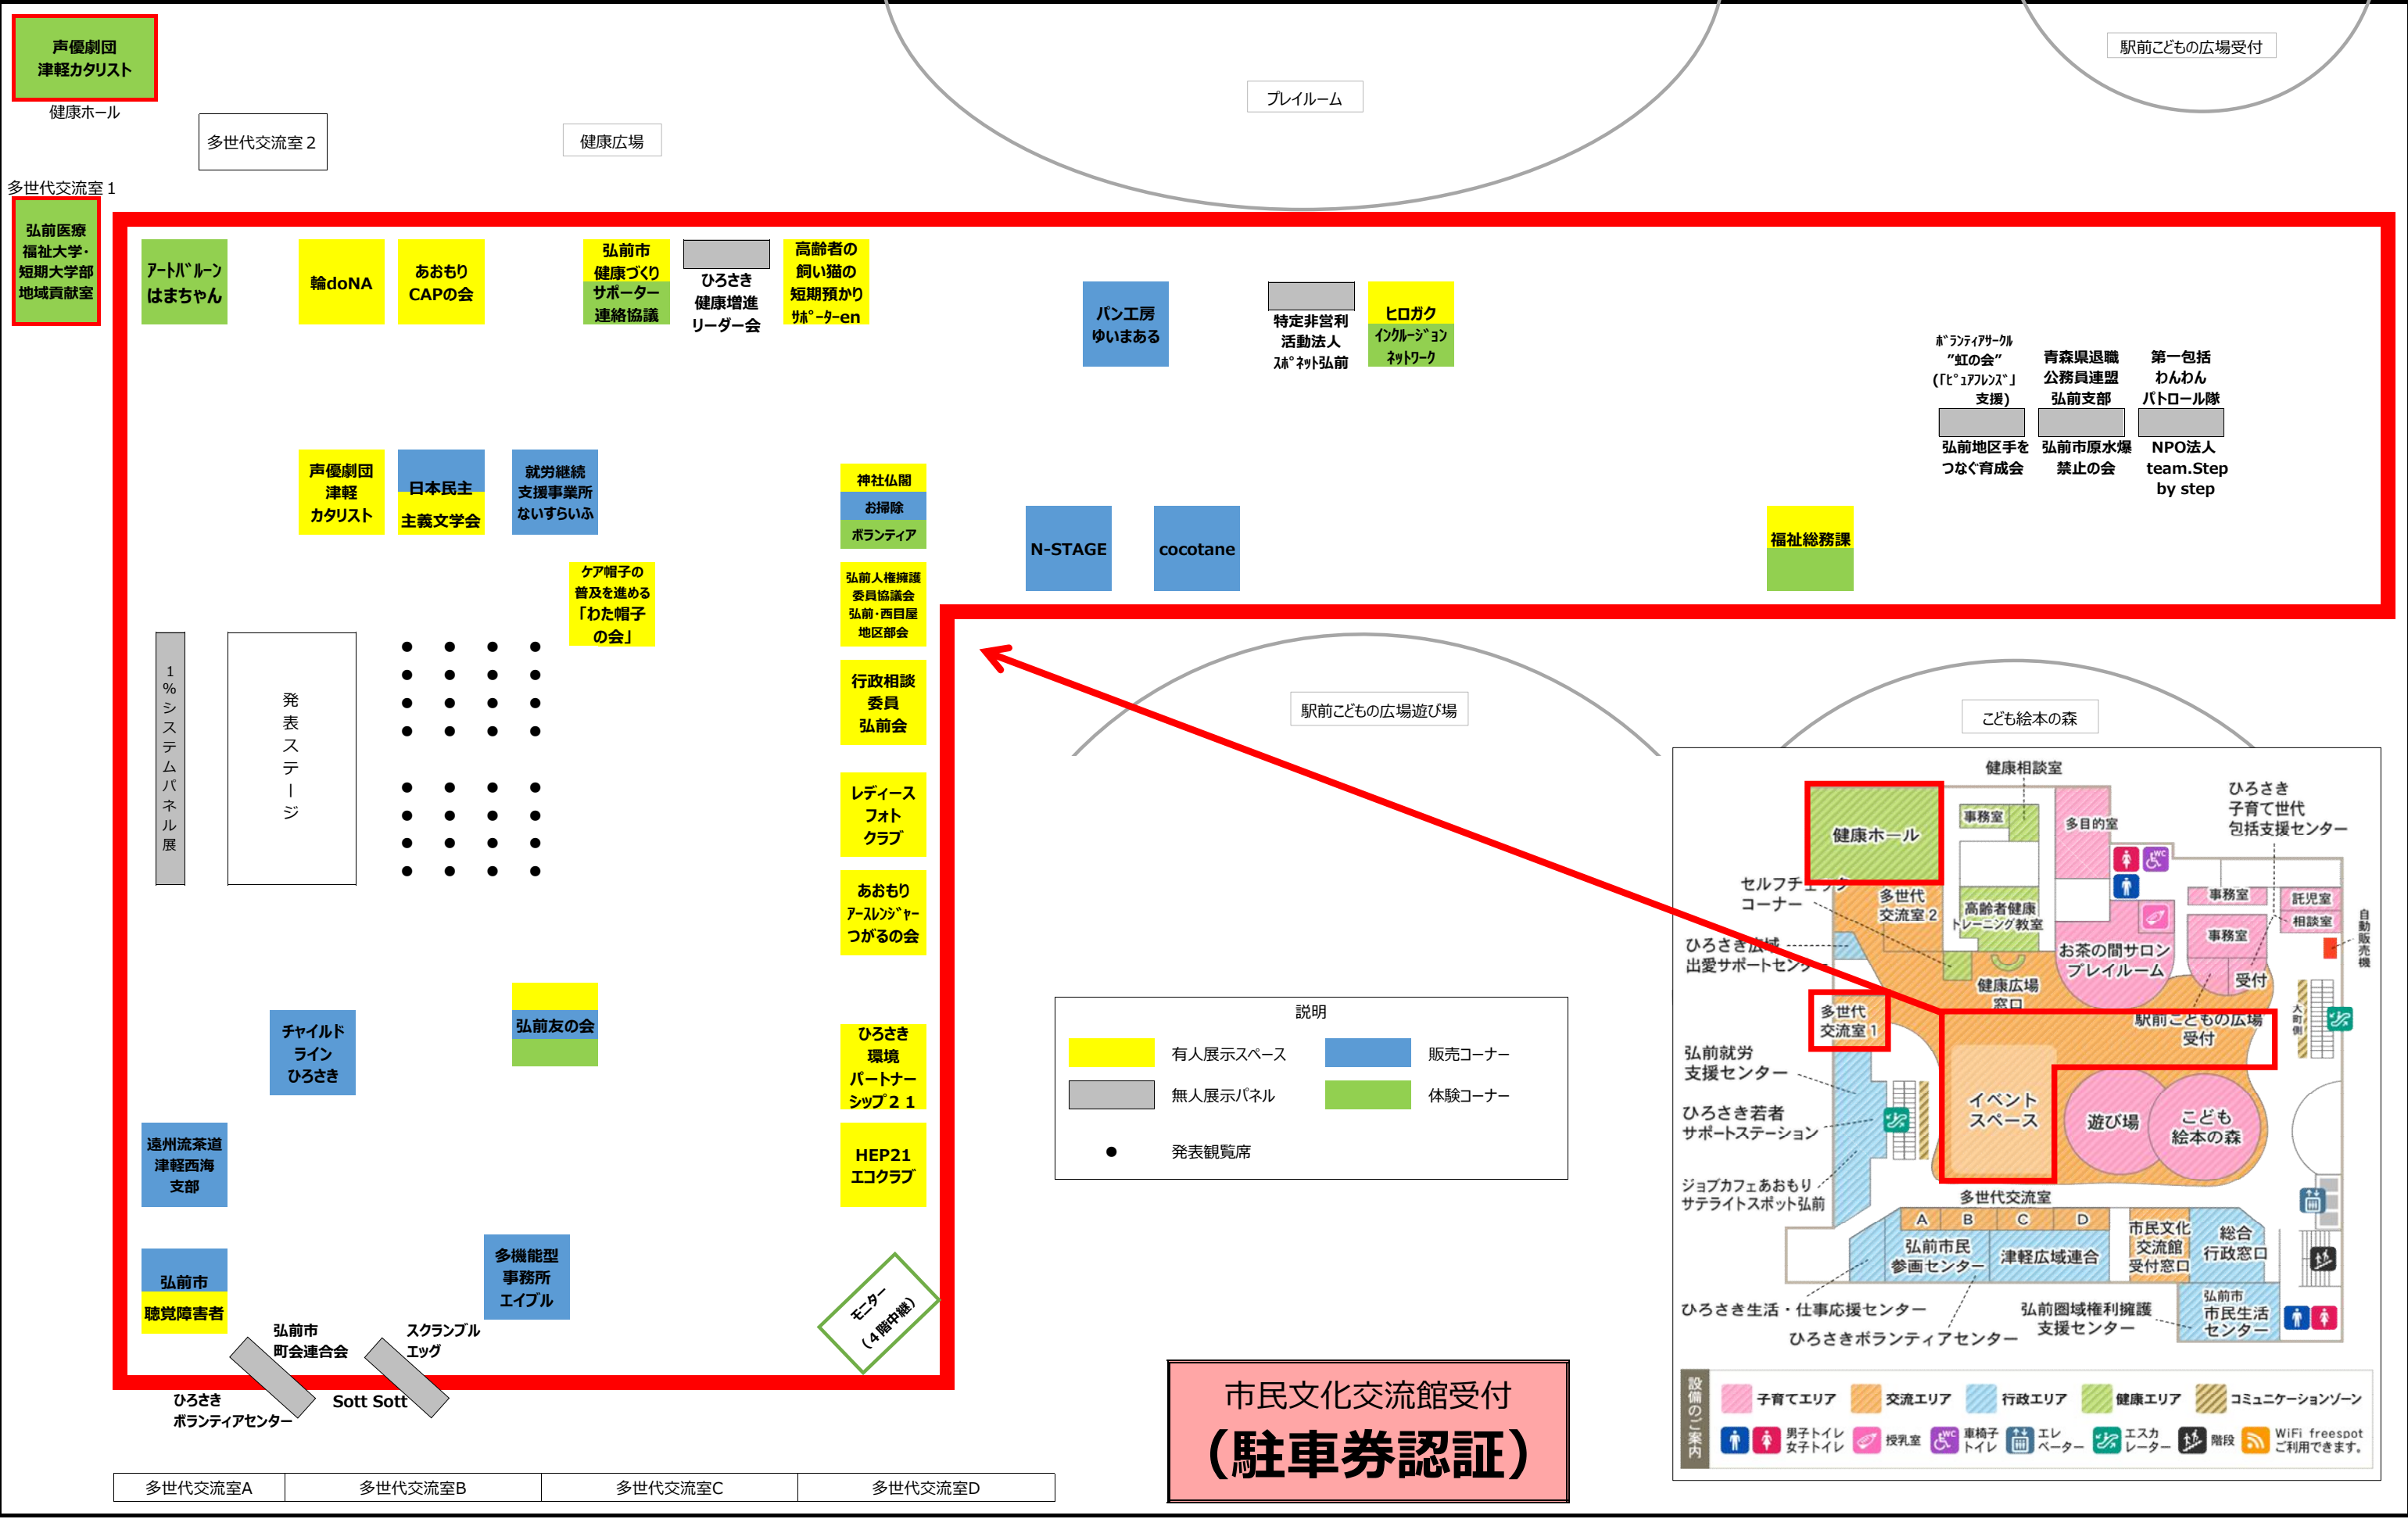 声優劇団
津軽カタリスト
健康ホール
多世代交流室２
健康広場
プレイルーム
駅前こどもの広場受付
多世代交流室１
弘前医療
福祉大学・
短期大学部
地域貢献室
ｱｰﾄﾊﾞﾙｰﾝ
はまちゃん
輪doNA
あおもり
CAPの会
弘前市
健康づくり
サポーター
連絡協議
ひろさき
健康増進
リーダー会
高齢者の
飼い猫の
短期預かり
ｻﾎﾟｰﾀｰen
パン工房
ゆいまある
特定非営利
活動法人
ｽﾎﾟﾈｯﾄ弘前
ヒロガク
ｲﾝｸﾙｰｼﾞｮﾝ
ﾈｯﾄﾜｰｸ
ﾎﾞﾗﾝﾃｨｱｻｰｸﾙ
”虹の会”
(｢ﾋﾟｭｱﾌﾚﾝｽﾞ｣
支援)
青森県退職
公務員連盟
弘前支部
第一包括
わんわん
パトロール隊
弘前地区手を
つなぐ育成会
弘前市原水爆
禁止の会
NPO法人
team.Step
by step
声優劇団
津軽
カタリスト
日本民主
主義文学会
就労継続
支援事業所
ないすらいふ
神社仏閣
お掃除
ボランティア
N-STAGE
cocotane
福祉総務課
ケア帽子の
普及を進める
「わた帽子
の会」
弘前人権擁護
委員協議会
弘前・西目屋
地区部会
1％システムパネル展
発表ステージ
行政相談
委員
弘前会
駅前こどもの広場遊び場
こども絵本の森
レディース
フォト
クラブ
あおもり
ｱｰｽﾚﾝｼﾞｬｰ
つがるの会
チャイルド
ライン
ひろさき
弘前友の会
ひろさき
環境
パートナー
シップ２１
遠州流茶道
津軽西海
支部
HEP21
エコクラブ
弘前市
聴覚障害者
多機能型
事務所
エイブル
モニター
（４階中継）
弘前市
町会連合会
スクランブル
エッグ
ひろさき
ボランティアセンター
Sott Sott
多世代交流室A
多世代交流室B
多世代交流室C
多世代交流室D
説明
有人展示スペース
販売コーナー
無人展示パネル
体験コーナー
発表観覧席
市民文化交流館受付
（駐車券認証）
健康相談室
健康ホール
事務室
多目的室
ひろさき
子育て世代
包括支援センター
WC
セルフチェック
コーナー
多世代
交流室2
高齢者健康
トレーニング教室
事務室
託児室
相談室
自動販売機
ひろさき広域
出愛サポートセンター
お茶の間サロン
プレイルーム
事務室
受付
健康広場
窓口
多世代
交流室1
駅前こどもの広場
受付
大町側
弘前就労
支援センター
イベント
スペース
遊び場
こども
絵本の森
ひろさき若者
サポートステーション
ジョブカフェあおもり
サテライトスポット弘前
多世代交流室
A
B
C
D
弘前市民
参画センター
津軽広域連合
市民文化
交流館
受付窓口
総合
行政窓口
ひろさき生活・仕事応援センター
ひろさきボランティアセンター
弘前圏域権利擁護
支援センター
弘前市
市民生活
センター
設備のご案内
子育てエリア
交流エリア
行政エリア
健康エリア
コミュニケーションゾーン
男子トイレ
女子トイレ
授乳室
WC
車椅子
トイレ
エレ
ベーター
エスカ
レーター
階段
WiFi freespot
ご利用できます。